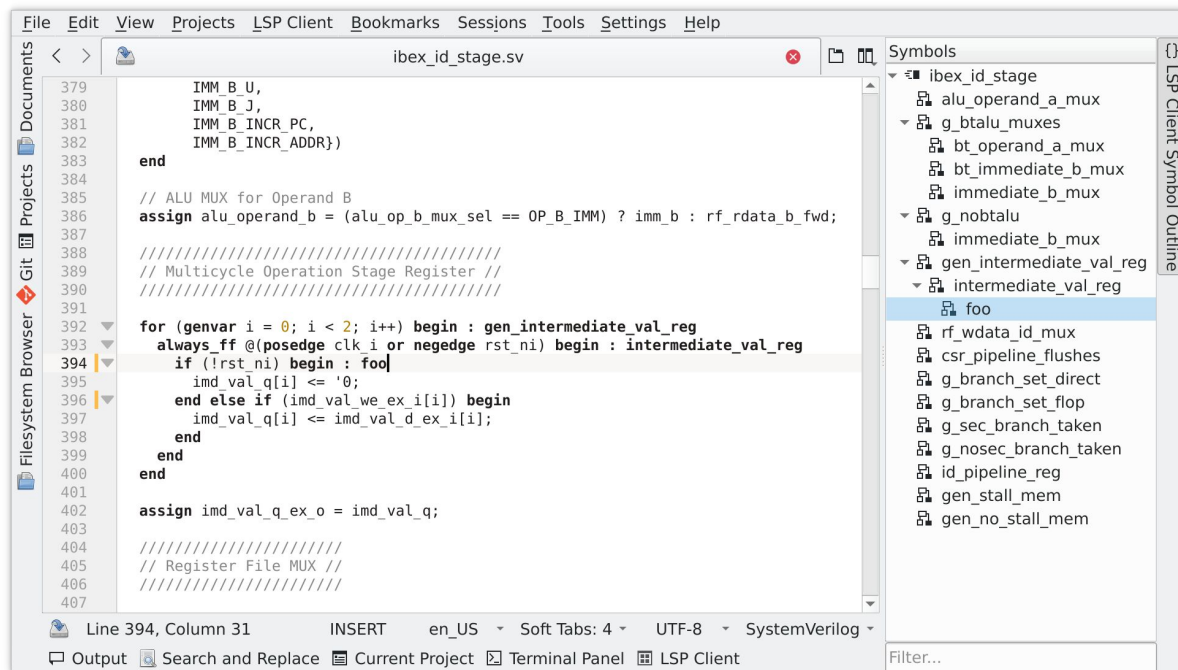 File Edit View Projects LSP Client Bookmarks Sessions Tools Settings Help
Documents
Projects
Git
Filesystem Browser
ibex_id_stage.sv
379 IMM_B_U,
380 IMM_B_J,
381 IMM_B_INCR_PC,
382 IMM_B_INCR_ADDR})
383 end
384
385 // ALU MUX for Operand B
386 assign alu_operand_b = (alu_op_b_mux_sel == OP_B_IMM) ? imm_b : rf_rdata_b_fwd;
387
388 /////////////////////////////////////////
389 // Multicycle Operation Stage Register //
390 /////////////////////////////////////////
391
392 for (genvar i = 0; i < 2; i++) begin : gen_intermediate_val_reg
393 always_ff @(posedge clk_i or negedge rst_ni) begin : intermediate_val_reg
394 if (!rst_ni) begin : foo
395 imd_val_q[i] <= '0;
396 end else if (imd_val_we_ex_i[i]) begin
397 imd_val_q[i] <= imd_val_d_ex_i[i];
398 end
399 end
400 end
401
402 assign imd_val_q_ex_o = imd_val_q;
403
404 ///////////////////////
405 // Register File MUX //
406 ///////////////////////
407
Symbols
ibex_id_stage
alu_operand_a_mux
g_btalu_muxes
bt_operand_a_mux
bt_immediate_b_mux
immediate_b_mux
g_nobtalu
immediate_b_mux
gen_intermediate_val_reg
intermediate_val_reg
foo
rf_wdata_id_mux
csr_pipeline_flushes
g_branch_set_direct
g_branch_set_flop
g_sec_branch_taken
g_nosec_branch_taken
id_pipeline_reg
gen_stall_mem
gen_no_stall_mem
Filter...
{} LSP Client Symbol Outline
Line 394, Column 31 INSERT en_US Soft Tabs: 4 UTF-8 SystemVerilog
Output Search and Replace Current Project Terminal Panel LSP Client